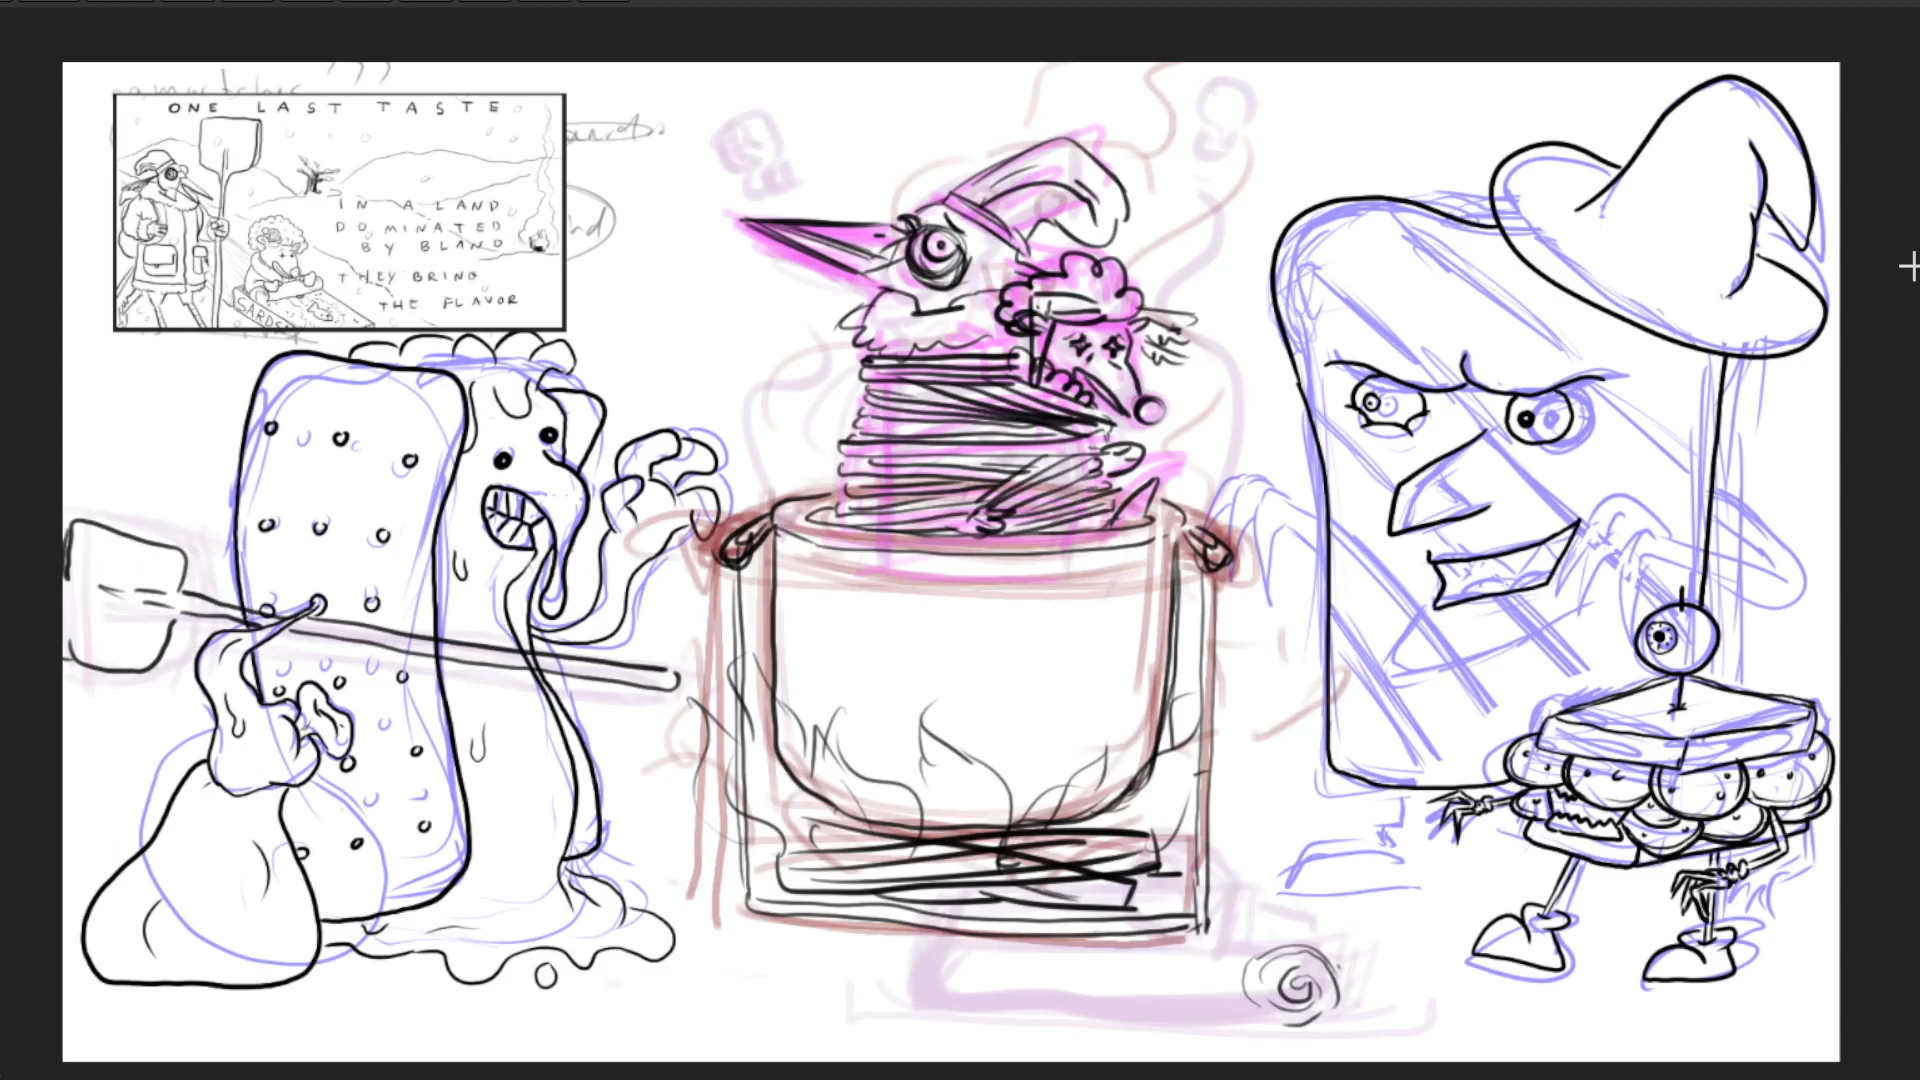 ONE LAST TASTE
IN A LAND
DOMINATED
BY BLAND
THEY BRING
THE FLAVOR